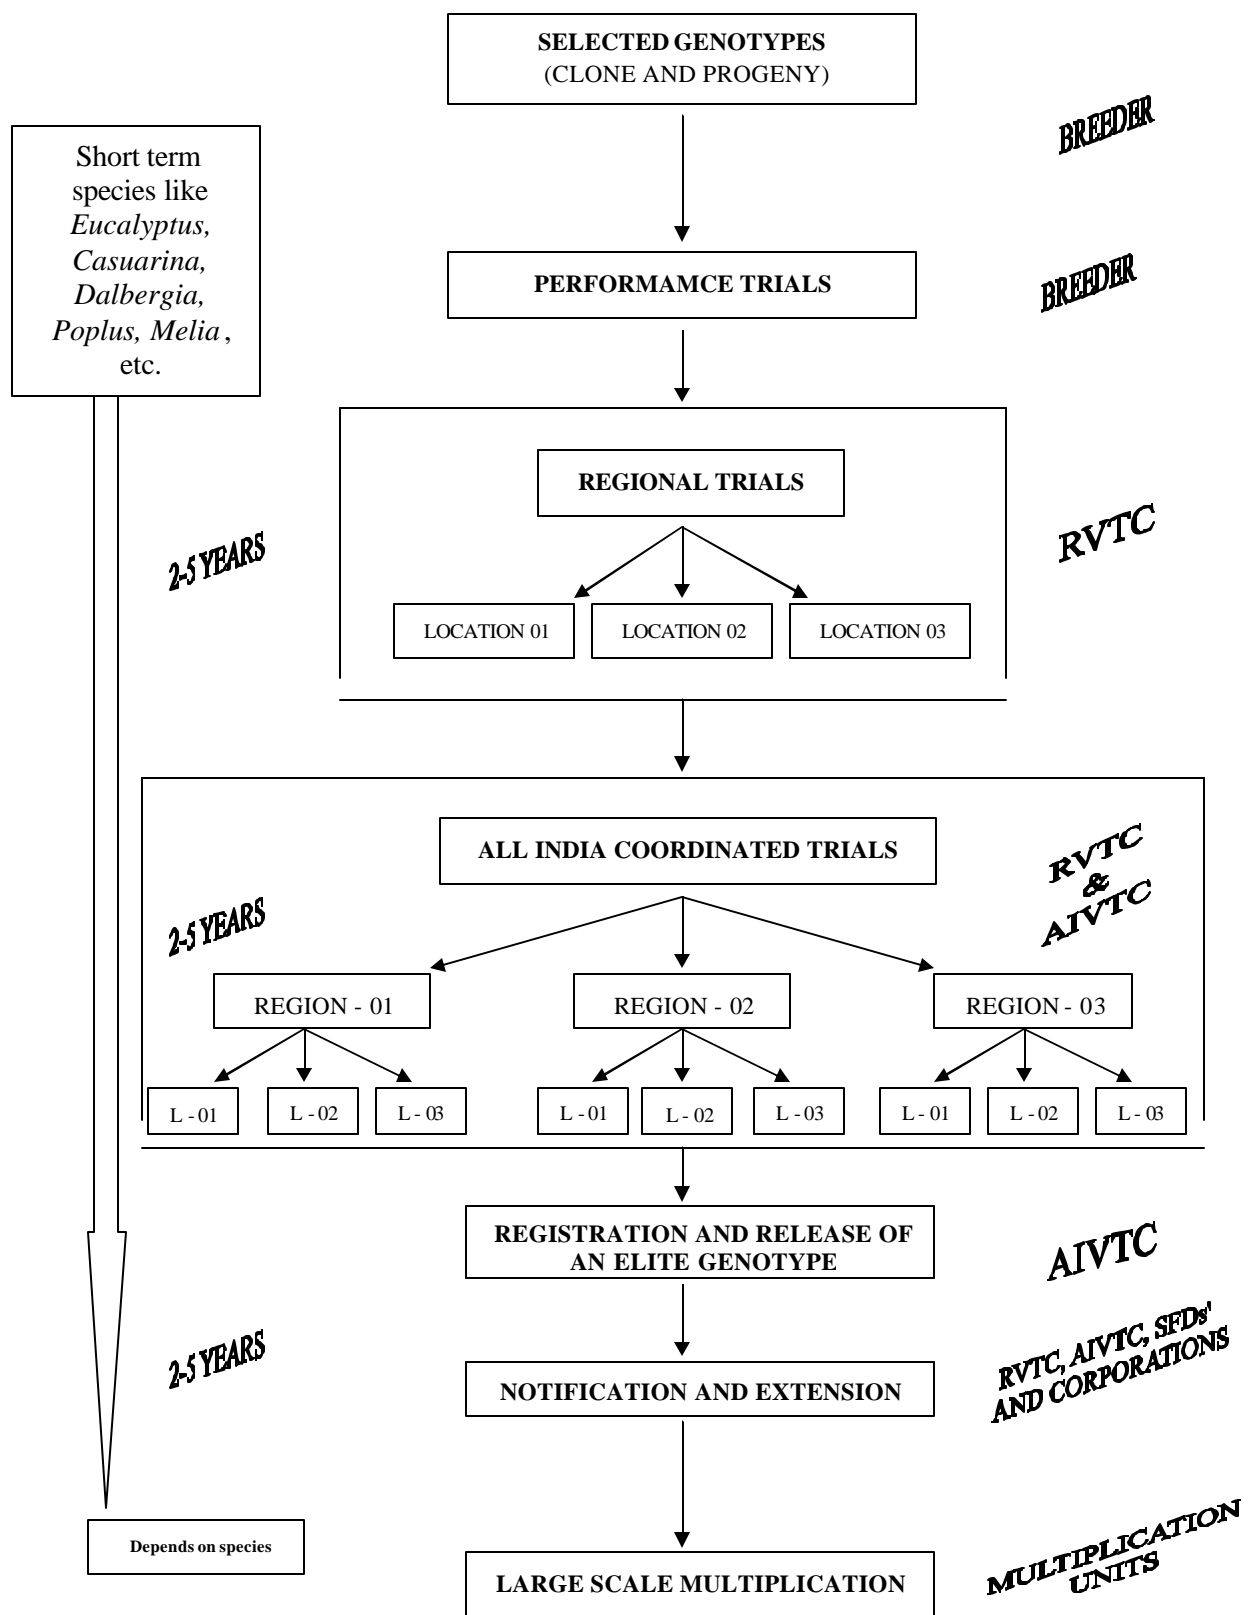 SELECTED GENOTYPES
(CLONE AND PROGENY)
BREEDER
Short term
species like
Eucalyptus,
Casuarina,
Dalbergia,
Poplus, Melia,
etc.
PERFORMAMCE TRIALS
BREEDER
REGIONAL TRIALS
2-5 YEARS
RVTC
LOCATION 01
LOCATION 02
LOCATION 03
ALL INDIA COORDINATED TRIALS
RVTC
&
AIVTC
2-5 YEARS
REGION - 01
REGION - 02
REGION - 03
L - 01
L - 02
L - 03
L - 01
L - 02
L - 03
L - 01
L - 02
L - 03
REGISTRATION AND RELEASE OF
AN ELITE GENOTYPE
AIVTC
2-5 YEARS
NOTIFICATION AND EXTENSION
RVTC, AIVTC, SFDs'
AND CORPORATIONS
Depends on species
LARGE SCALE MULTIPLICATION
MULTIPLICATION
UNITS